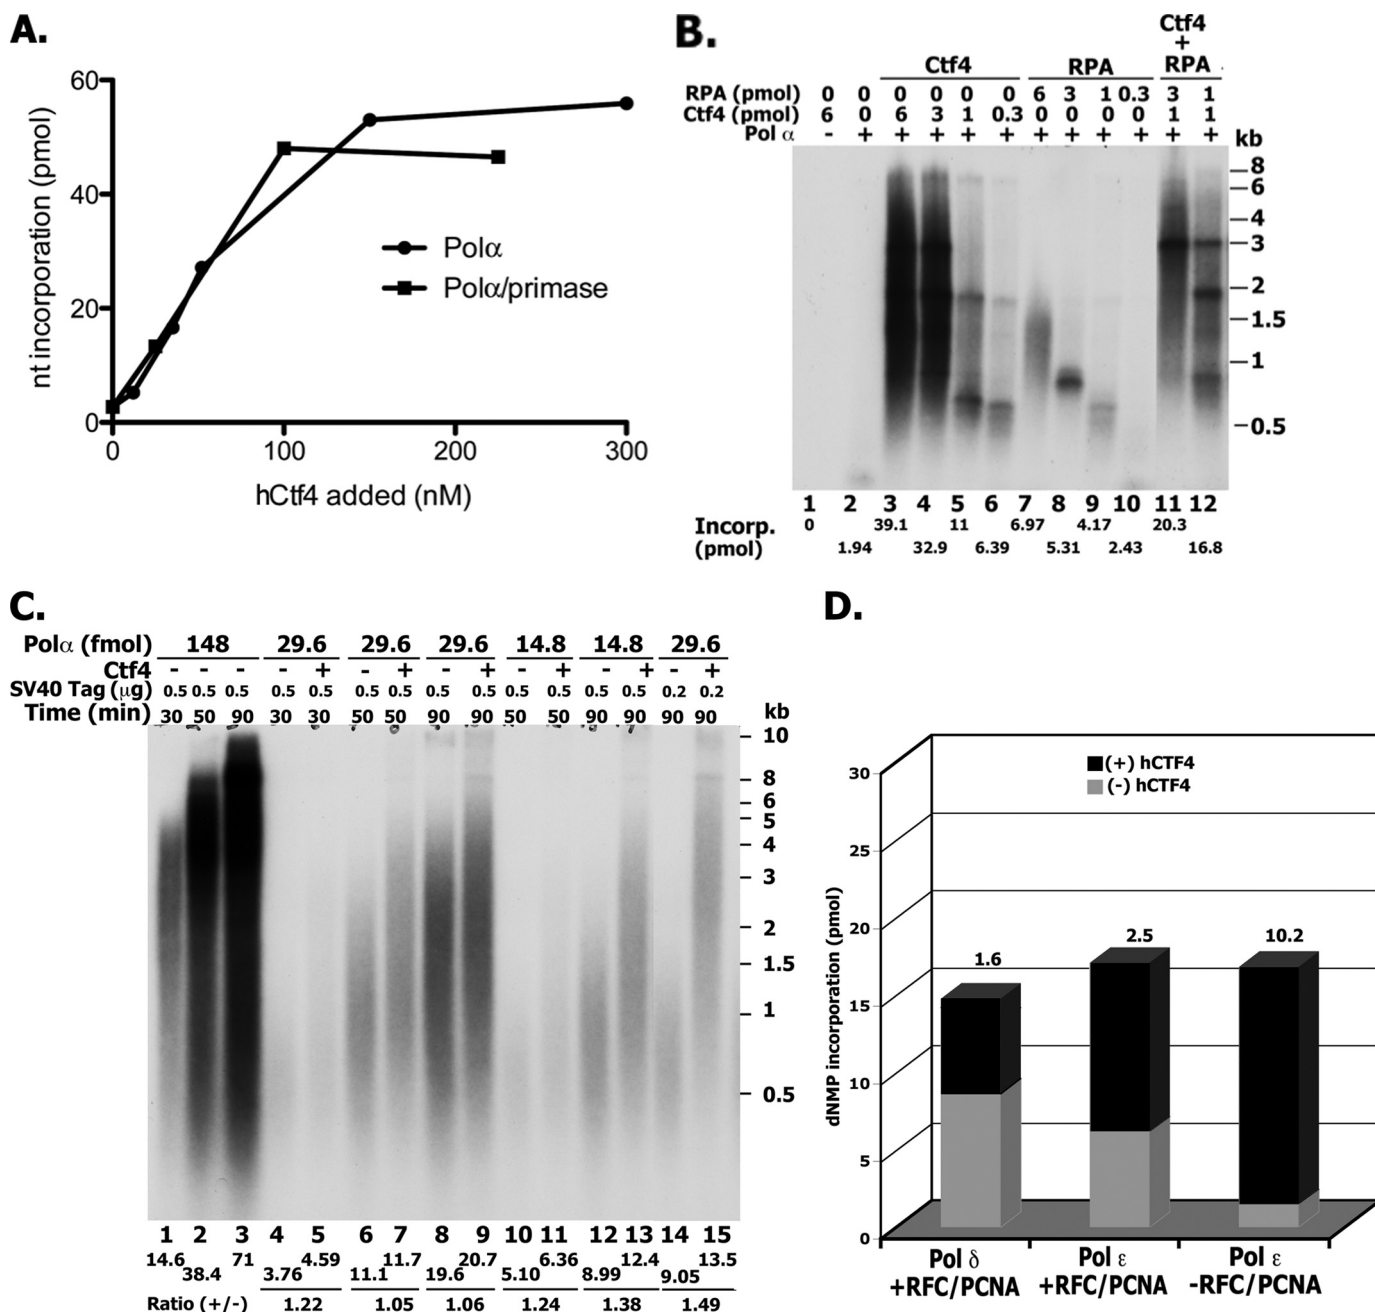 A.
60
40
20
0
nt incorporation (pmol)
0 100 200 300
hCtf4 added (nM)
Polα
Polα/primase
B.
Ctf4
+
Ctf4 RPA RPA
RPA (pmol) 0 0 0 0 0 0 6 3 1 0.3 3 1
Ctf4 (pmol) 6 0 6 3 1 0.3 0 0 0 0 1 1
Pol α - + + + + + + + + + + +
kb
8
6
4
3
2
1.5
1
0.5
1 2 3 4 5 6 7 8 9 10 11 12
Incorp. 0 39.1 11 6.97 4.17 20.3
(pmol) 1.94 32.9 6.39 5.31 2.43 16.8
C.
Polα (fmol) 148 29.6 29.6 29.6 14.8 14.8 29.6
Ctf4 - - - - + - + - + - + - + - +
SV40 Tag (μg) 0.5 0.5 0.5 0.5 0.5 0.5 0.5 0.5 0.5 0.5 0.5 0.5 0.5 0.2 0.2
Time (min) 30 50 90 30 30 50 50 90 90 50 50 90 90 90 90
kb
10
8
6
5
4
3
2
1.5
1
0.5
1 2 3 4 5 6 7 8 9 10 11 12 13 14 15
14.6 71 4.59 11.7 20.7 6.36 12.4 13.5
38.4 3.76 11.1 19.6 5.10 8.99 9.05
Ratio (+/-) 1.22 1.05 1.06 1.24 1.38 1.49
D.
(+) hCTF4
(-) hCTF4
30
25
20
15
10
5
0
dNMP incorporation (pmol)
1.6 2.5 10.2
Pol δ Pol ε Pol ε
+RFC/PCNA +RFC/PCNA -RFC/PCNA